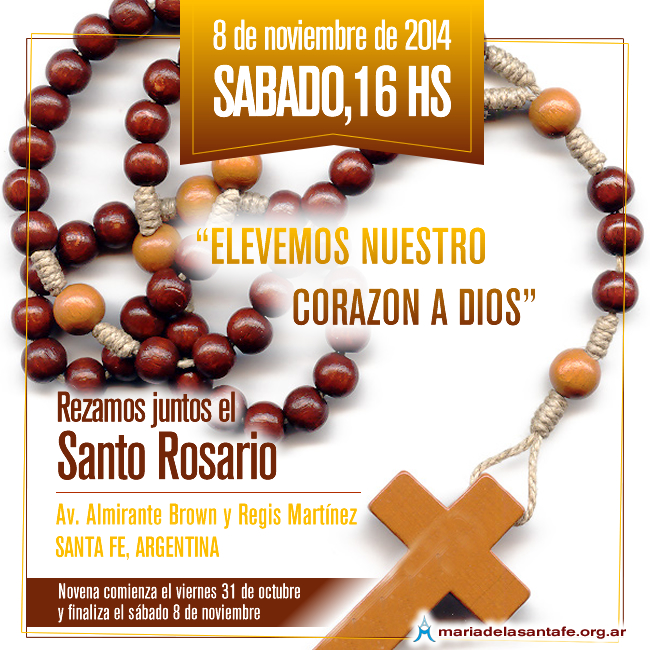 8 de noviembre de 2014
SABADO, 16 HS
“ELEVEMOS NUESTRO
CORAZON A DIOS”
Rezamos juntos el
Santo Rosario
Av. Almirante Brown y Regis Martínez
SANTA FE, ARGENTINA
Novena comienza el viernes 31 de octubre
y finaliza el sábado 8 de noviembre
mariadelasantafe.org.ar